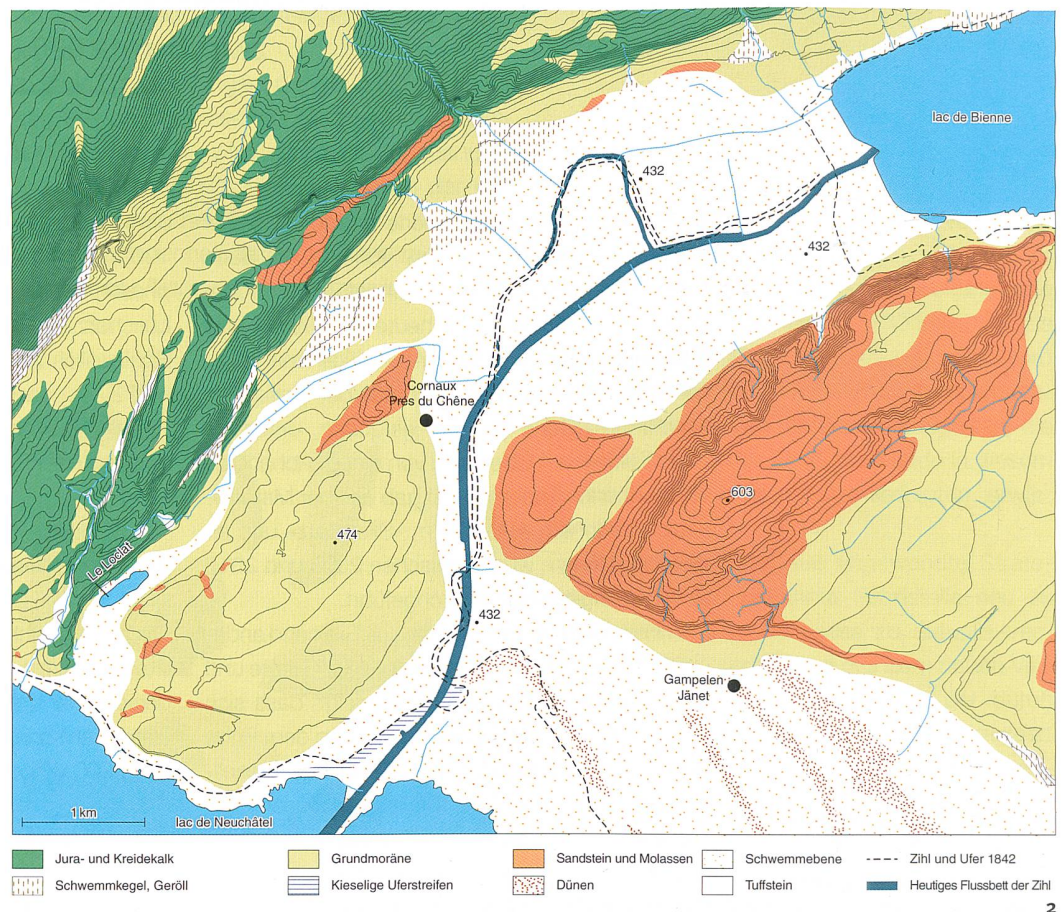 lac de Bienne
432
432
Cornaux
Prés du Chêne
603
474
Le Loclat
432
Gampelen
Jänet
1 km
lac de Neuchâtel
Jura- und Kreidekalk
Grundmoräne
Sandstein und Molassen
Schwemmebene
Zihl und Ufer 1842
Schwemmkegel, Geröll
Kieselige Uferstreifen
Dünen
Tuffstein
Heutiges Flussbett der Zihl
2